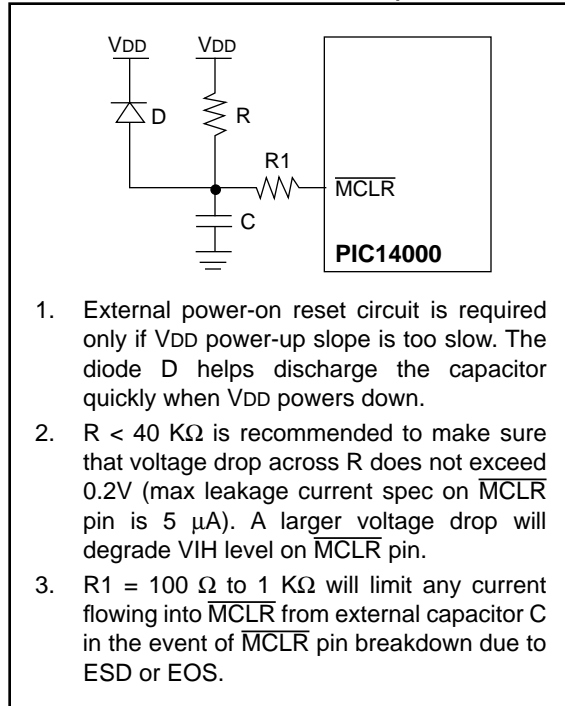 VDD VDD
D R
R1
MCLR
C
PIC14000
1. External power-on reset circuit is required
only if VDD power-up slope is too slow. The
diode D helps discharge the capacitor
quickly when VDD powers down.
2. R < 40 KΩ is recommended to make sure
that voltage drop across R does not exceed
0.2V (max leakage current spec on MCLR
pin is 5 μA). A larger voltage drop will
degrade VIH level on MCLR pin.
3. R1 = 100 Ω to 1 KΩ will limit any current
flowing into MCLR from external capacitor C
in the event of MCLR pin breakdown due to
ESD or EOS.